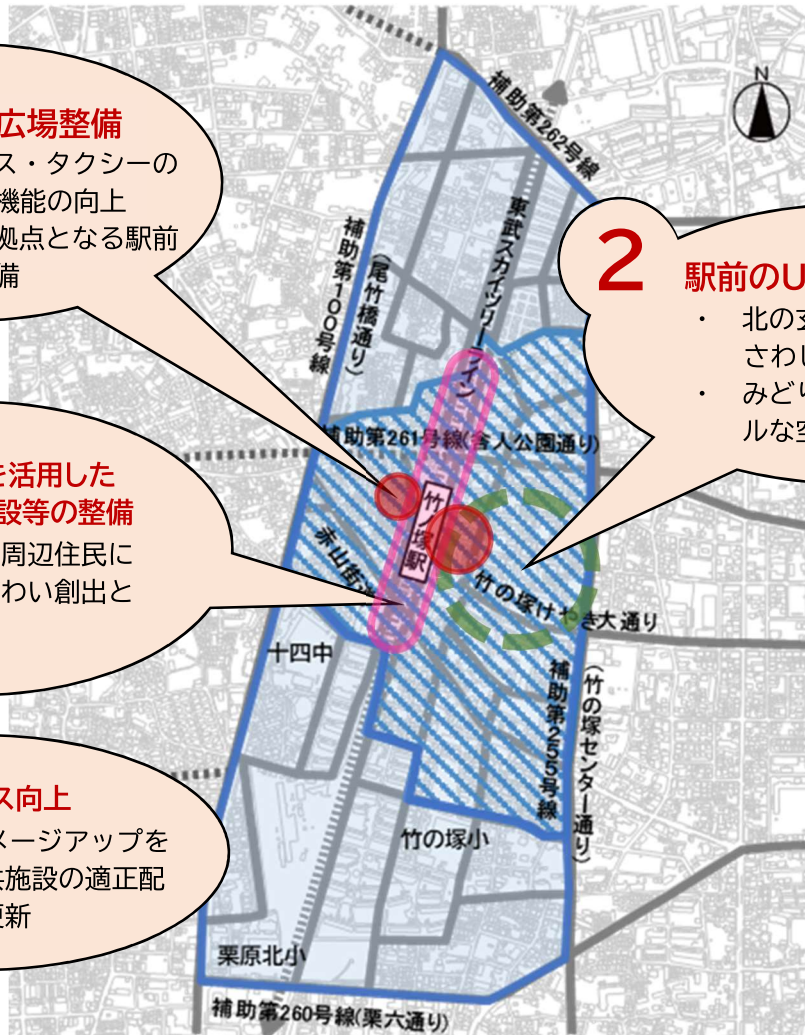 広場整備
ス・タクシーの
機能の向上
拠点となる駅前
備
補助第262号線
N
東武スカイツリーライン
補助第100号線
(尾竹橋通り)
2
駅前のU
・ 北の玄
さわし
・ みどり
ルな空
補助第261号線(舎人公園通り)
を活用した
設等の整備
周辺住民に
わい創出と
竹ノ塚駅
赤山街道
竹の塚けやき大通り
十四中
補助第255号線
(竹の塚センター通り)
ス向上
メージアップを
共施設の適正配
更新
竹の塚小
栗原北小
補助第260号線(栗六通り)